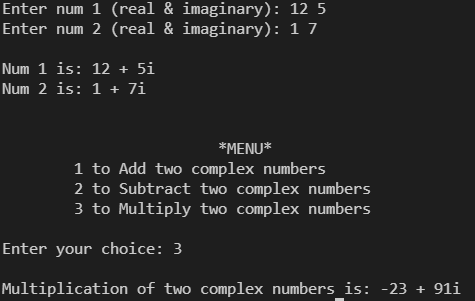 Enter num 1 (real & imaginary): 12 5
Enter num 2 (real & imaginary): 1 7
Num 1 is: 12 + 5i
Num 2 is: 1 + 7i
*MENU*
1 to Add two complex numbers
2 to Subtract two complex numbers
3 to Multiply two complex numbers
Enter your choice: 3
Multiplication of two complex numbers is: -23 + 91i